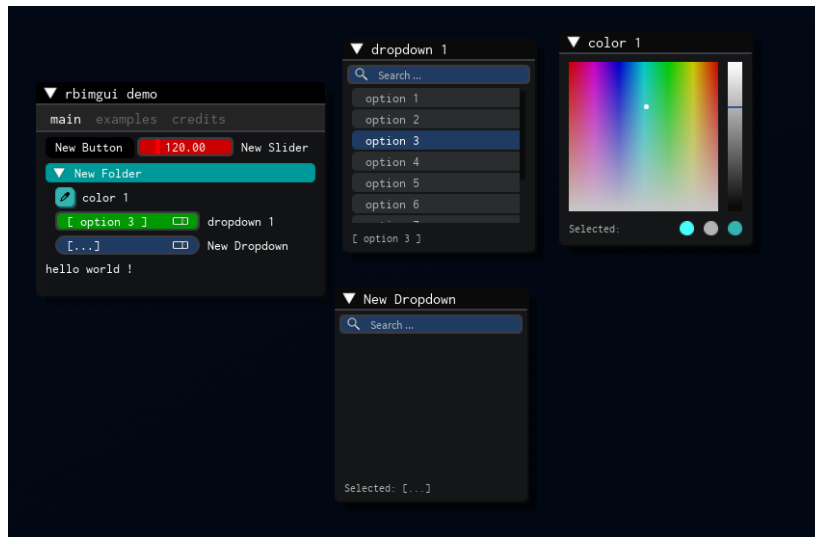 rbimgui demo
main examples credits
New Button 120.00 New Slider
New Folder
color 1
[ option 3 ] dropdown 1
[...] New Dropdown
hello world !
dropdown 1
Search ...
option 1
option 2
option 3
option 4
option 5
option 6
[ option 3 ]
color 1
Selected:
New Dropdown
Search ...
Selected: [...]